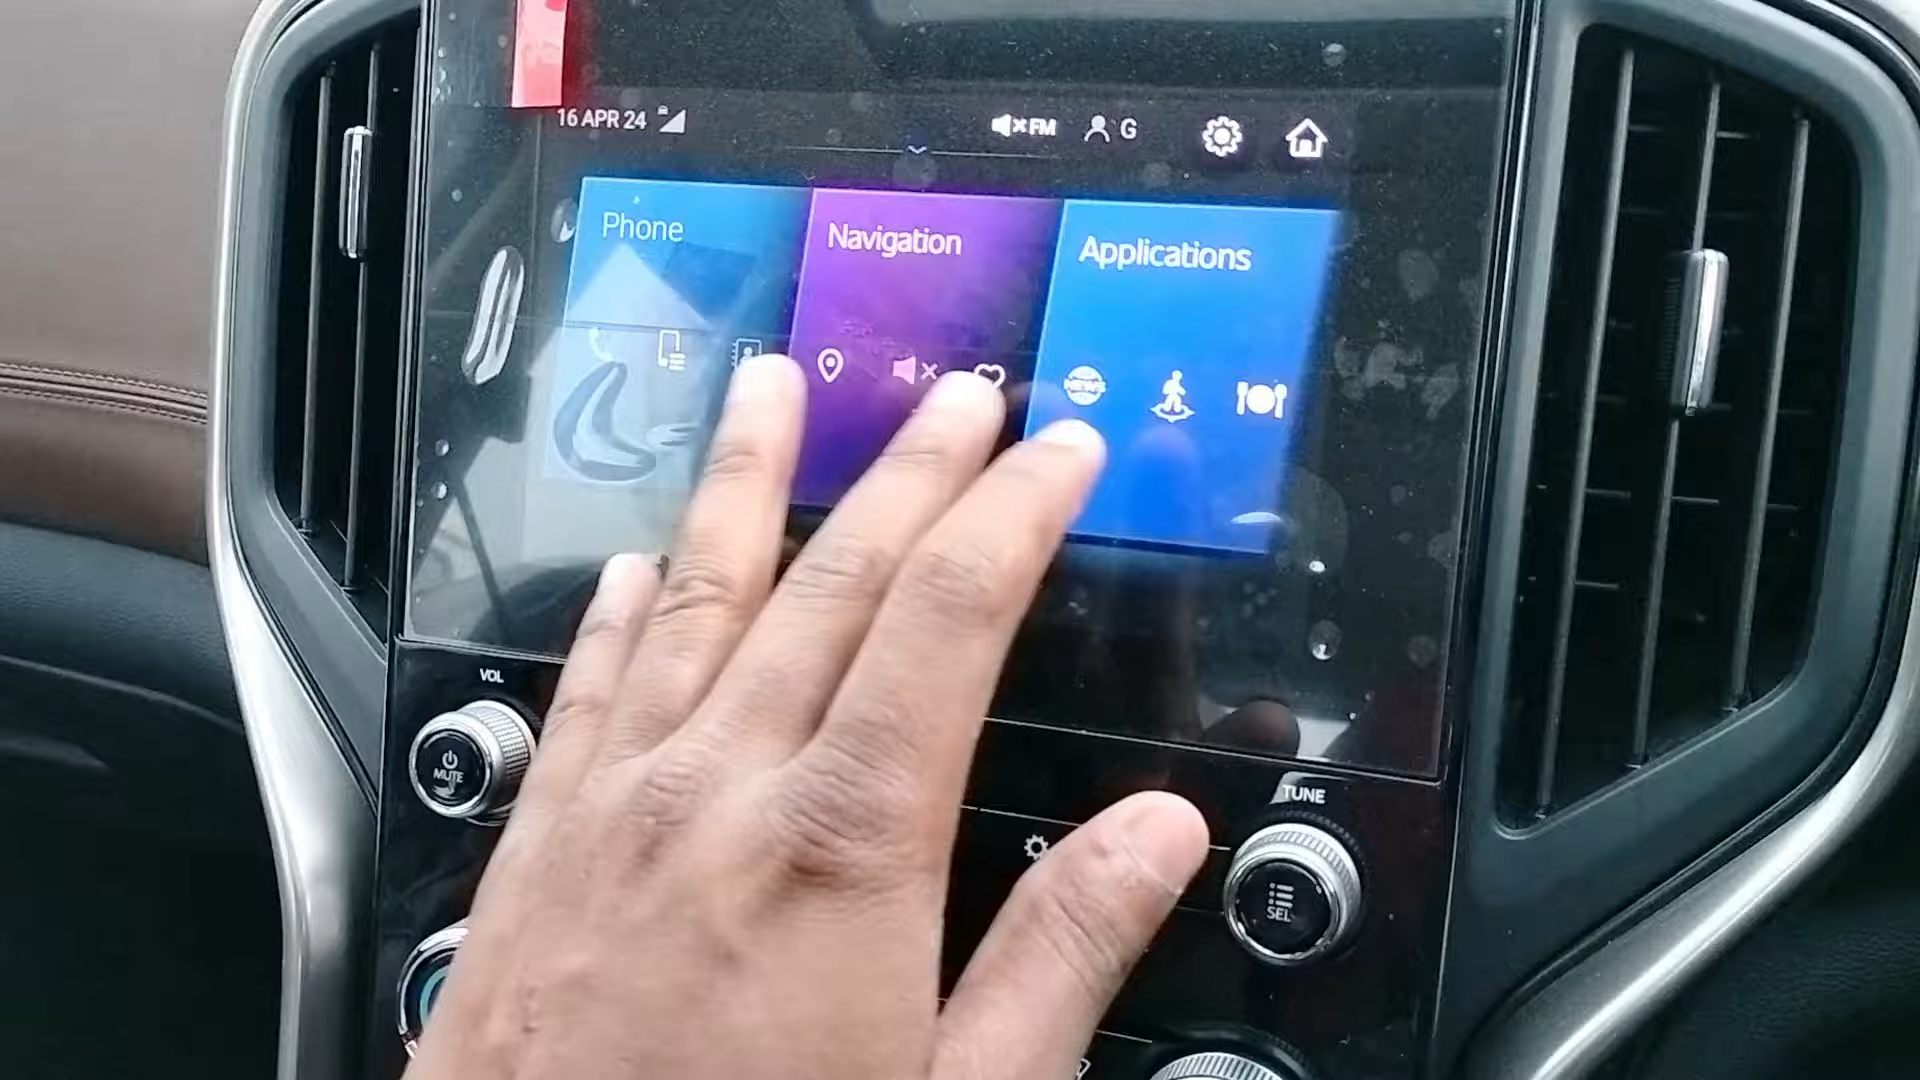 16 APR 24
FM
G
Phone
Navigation
Applications
NEWS
VOL
MUTE
TUNE
SEL